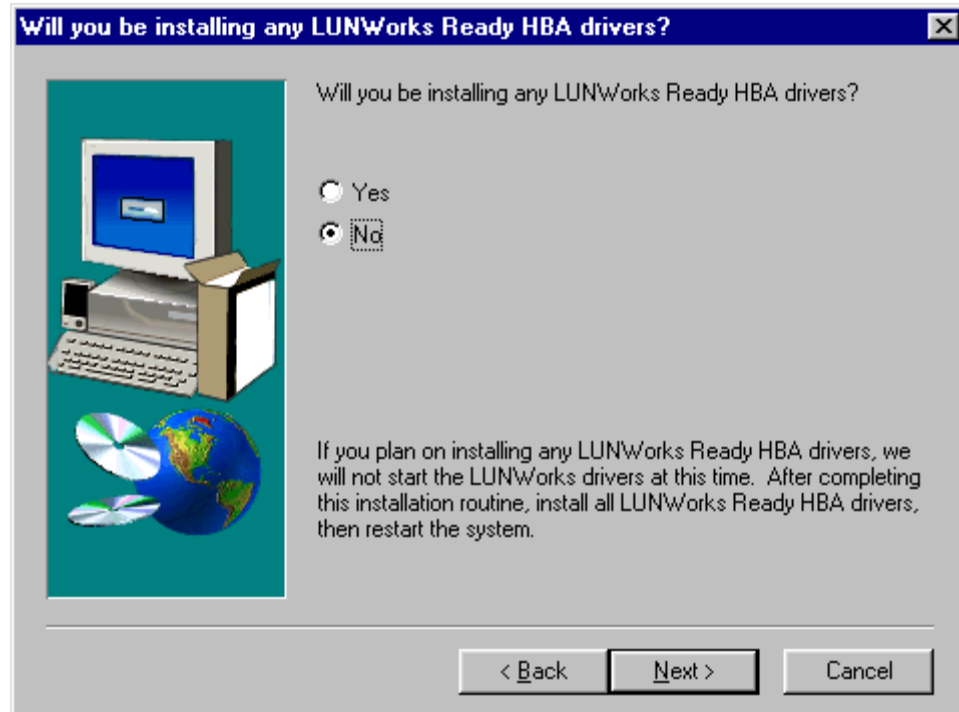 Will you be installing any LUNWorks Ready HBA drivers?
Will you be installing any LUNWorks Ready HBA drivers?
Yes
No
If you plan on installing any LUNWorks Ready HBA drivers, we
will not start the LUNWorks drivers at this time.  After completing
this installation routine, install all LUNWorks Ready HBA drivers,
then restart the system.
< Back
Next >
Cancel